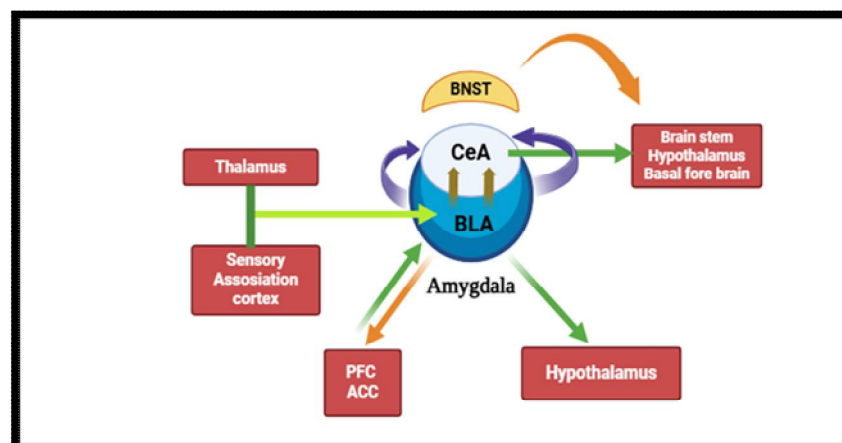 BNST
CeA
Brain stem
Hypothalamus
Basal fore brain
Thalamus
BLA
Sensory
Assosiation
cortex
Amygdala
PFC
ACC
Hypothalamus